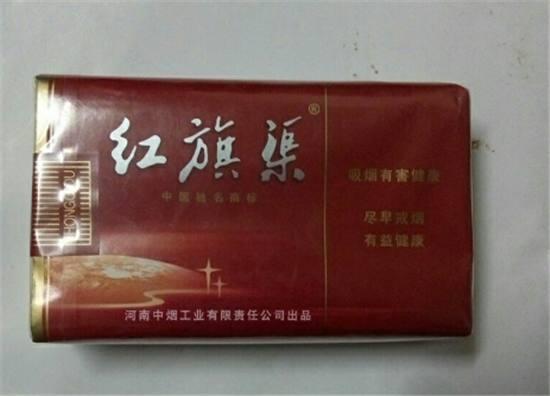 红旗渠®
中国驰名商标
HONGQIQU
吸烟有害健康
尽早戒烟
有益健康
河南中烟工业有限责任公司出品